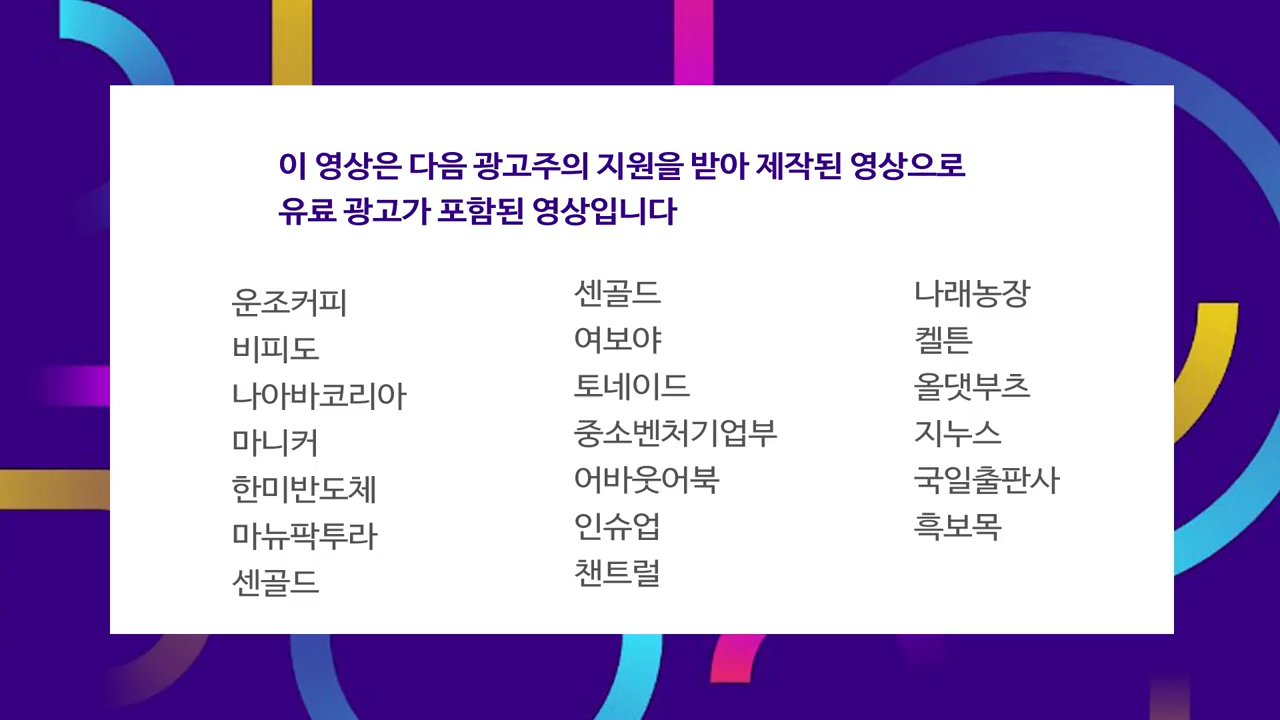 이 영상은 다음 광고주의 지원을 받아 제작된 영상으로
유료 광고가 포함된 영상입니다
운조커피
비피도
나아바코리아
마니커
한미반도체
마뉴팍투라
센골드
센골드
여보야
토네이드
중소벤처기업부
어바웃어북
인슈업
챈트럴
나래농장
켈튼
올댓부츠
지누스
국일출판사
흑보목